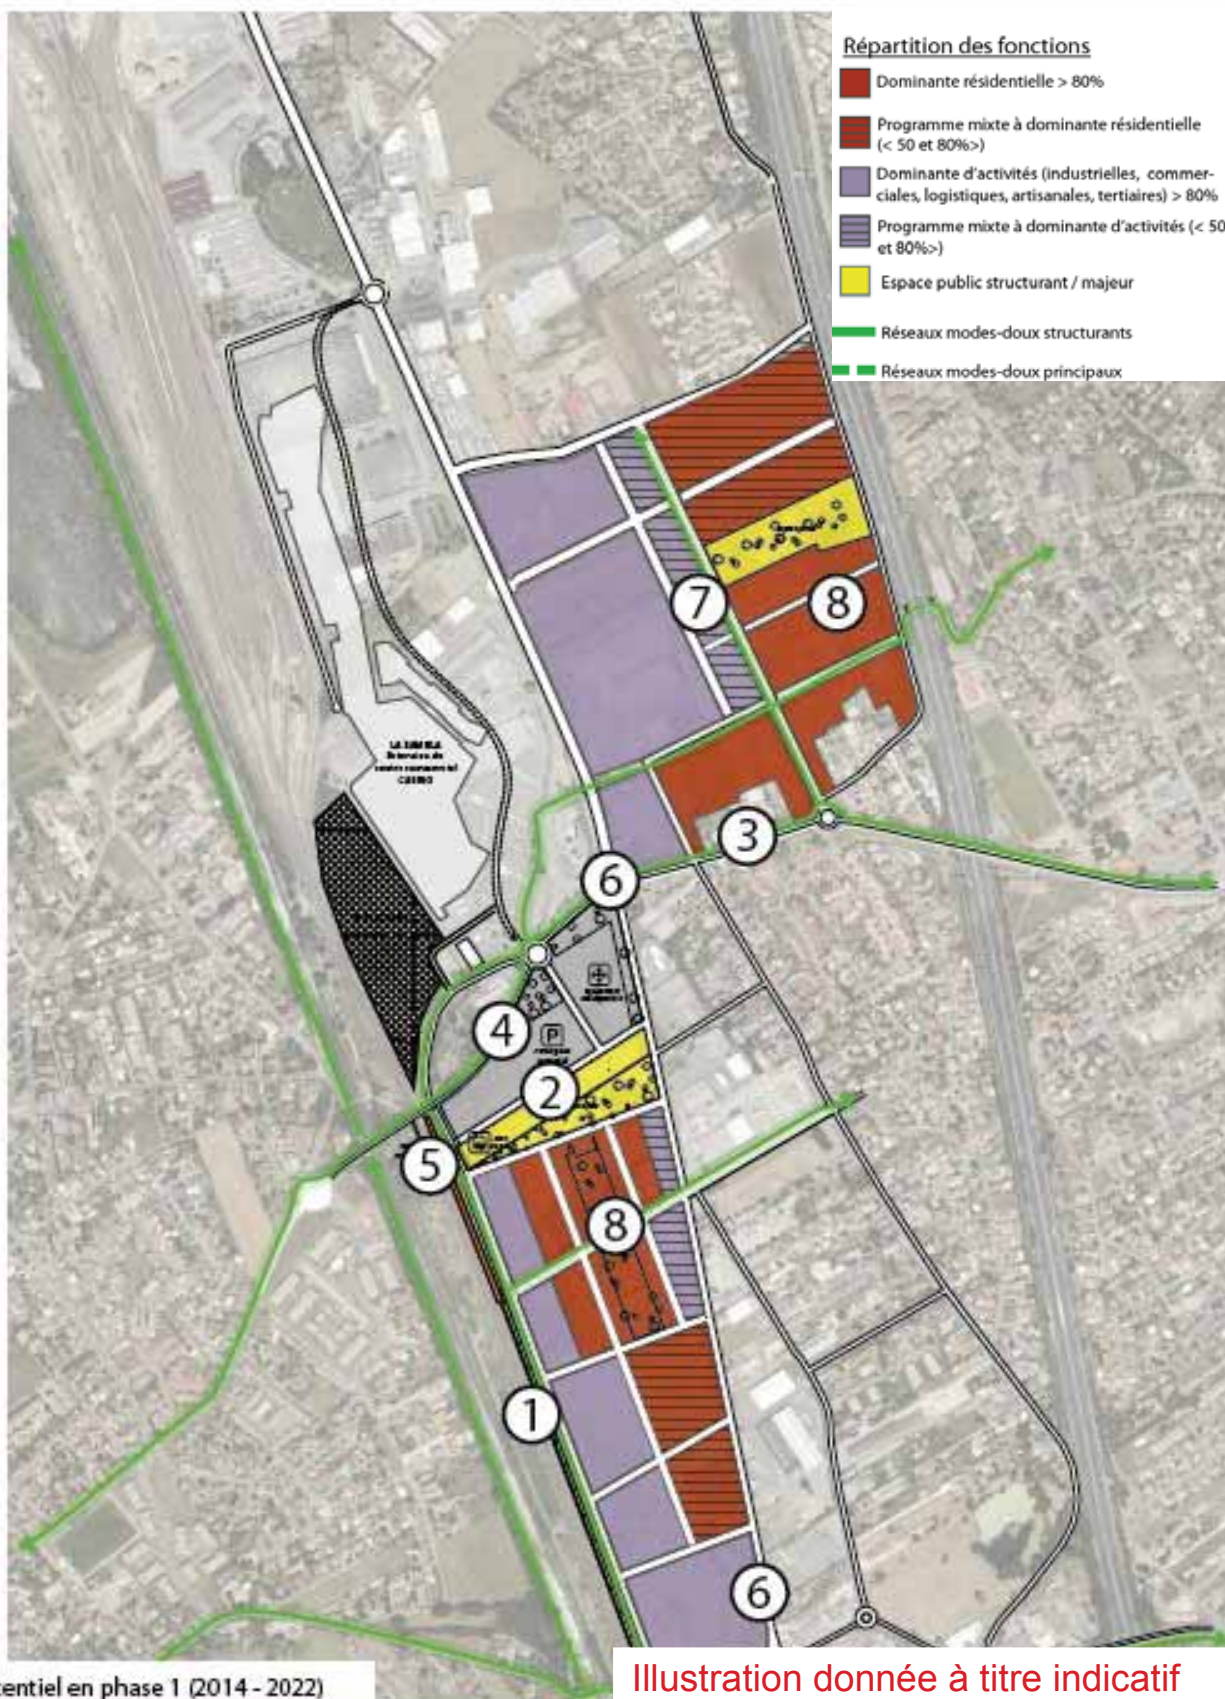 Répartition des fonctions
Dominante résidentielle > 80%
Programme mixte à dominante résidentielle
(< 50 et 80%>)
Dominante d'activités (industrielles, commer-
ciales, logistiques, artisanales, tertiaires) > 80%
Programme mixte à dominante d'activités (< 50
et 80%>)
Espace public structurant / majeur
Réseaux modes-doux structurants
Réseaux modes-doux principaux
7
8
3
6
4
P
2
5
8
1
6
centre commercial
CASINO
entiel en phase 1 (2014 - 2022)
Illustration donnée à titre indicatif